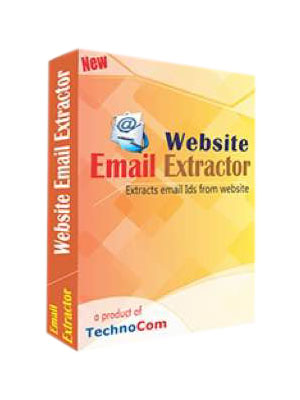 New
Website Email Extractor
Email
Extractor
@
Website
Email Extractor
Extracts email Ids from website
a product of
TechnoCom